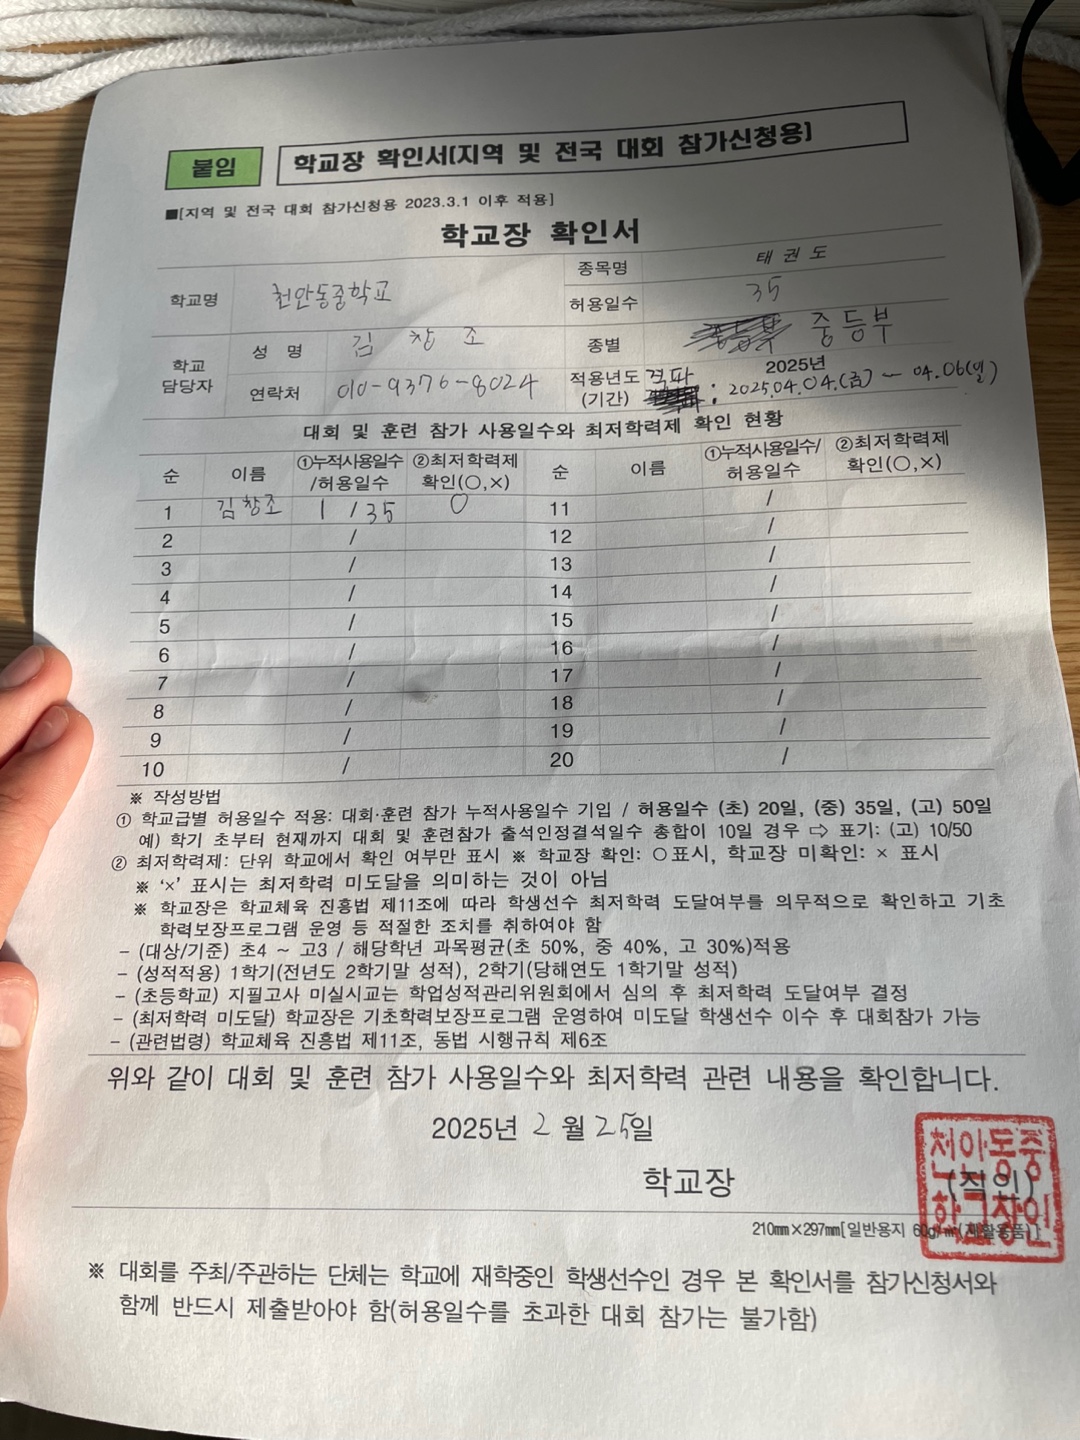 붙임 학교장 확인서(지역 및 전국 대회 참가신청용)
■[지역 및 전국 대회 참가신청용 2023.3.1 이후 적용]
학교장 확인서
학교명 천안동중학교 종목명 태권도
허용일수 35
학교 담당자 성 명 김창조 종별 중등부 중등부
연락처 010-9376-8024 적용년도 (기간) 2025년
격파 : 2025.04.04.(금) ~ 04.06(일)
대회 및 훈련 참가 사용일수와 최저학력제 확인 현황
순 이름 ①누적사용일수/허용일수 ②최저학력제 확인(○,×) 순 이름 ①누적사용일수/허용일수 ②최저학력제 확인(○,×)
1 김창조 1 / 35 O 11 /
2 / 12 /
3 / 13 /
4 / 14 /
5 / 15 /
6 / 16 /
7 / 17 /
8 / 18 /
9 / 19 /
10 / 20 /
※ 작성방법
① 학교급별 허용일수 적용: 대회·훈련 참가 누적사용일수 기입 / 허용일수 (초) 20일, (중) 35일, (고) 50일
예) 학기 초부터 현재까지 대회 및 훈련참가 출석인정결석일수 총합이 10일 경우 ⇨ 표기: (고) 10/50
② 최저학력제: 단위 학교에서 확인 여부만 표시 ※ 학교장 확인: ○표시, 학교장 미확인: × 표시
※ ‘×’ 표시는 최저학력 미도달을 의미하는 것이 아님
※ 학교장은 학교체육 진흥법 제11조에 따라 학생선수 최저학력 도달여부를 의무적으로 확인하고 기초
학력보장프로그램 운영 등 적절한 조치를 취하여야 함
- (대상/기준) 초4 ~ 고3 / 해당학년 과목평균(초 50%, 중 40%, 고 30%)적용
- (성적적용) 1학기(전년도 2학기말 성적), 2학기(당해연도 1학기말 성적)
- (초등학교) 지필고사 미실시교는 학업성적관리위원회에서 심의 후 최저학력 도달여부 결정
- (최저학력 미도달) 학교장은 기초학력보장프로그램 운영하여 미도달 학생선수 이수 후 대회참가 가능
- (관련법령) 학교체육 진흥법 제11조, 동법 시행규칙 제6조
위와 같이 대회 및 훈련 참가 사용일수와 최저학력 관련 내용을 확인합니다.
2025년 2월 25일
학교장 (직인)
천안동중학교장인
210㎜×297㎜[일반용지 60g/㎡(재활용품)]
※ 대회를 주최/주관하는 단체는 학교에 재학중인 학생선수인 경우 본 확인서를 참가신청서와
함께 반드시 제출받아야 함(허용일수를 초과한 대회 참가는 불가함)